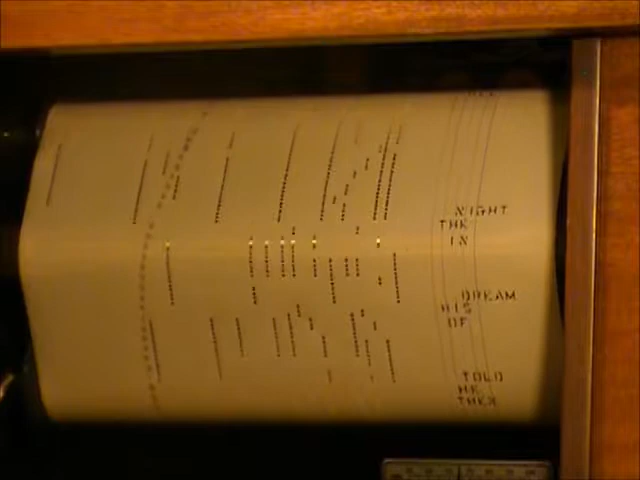 THEN
HE
TOLD
OF
HIS
DREAM
IN
THE
NIGHT